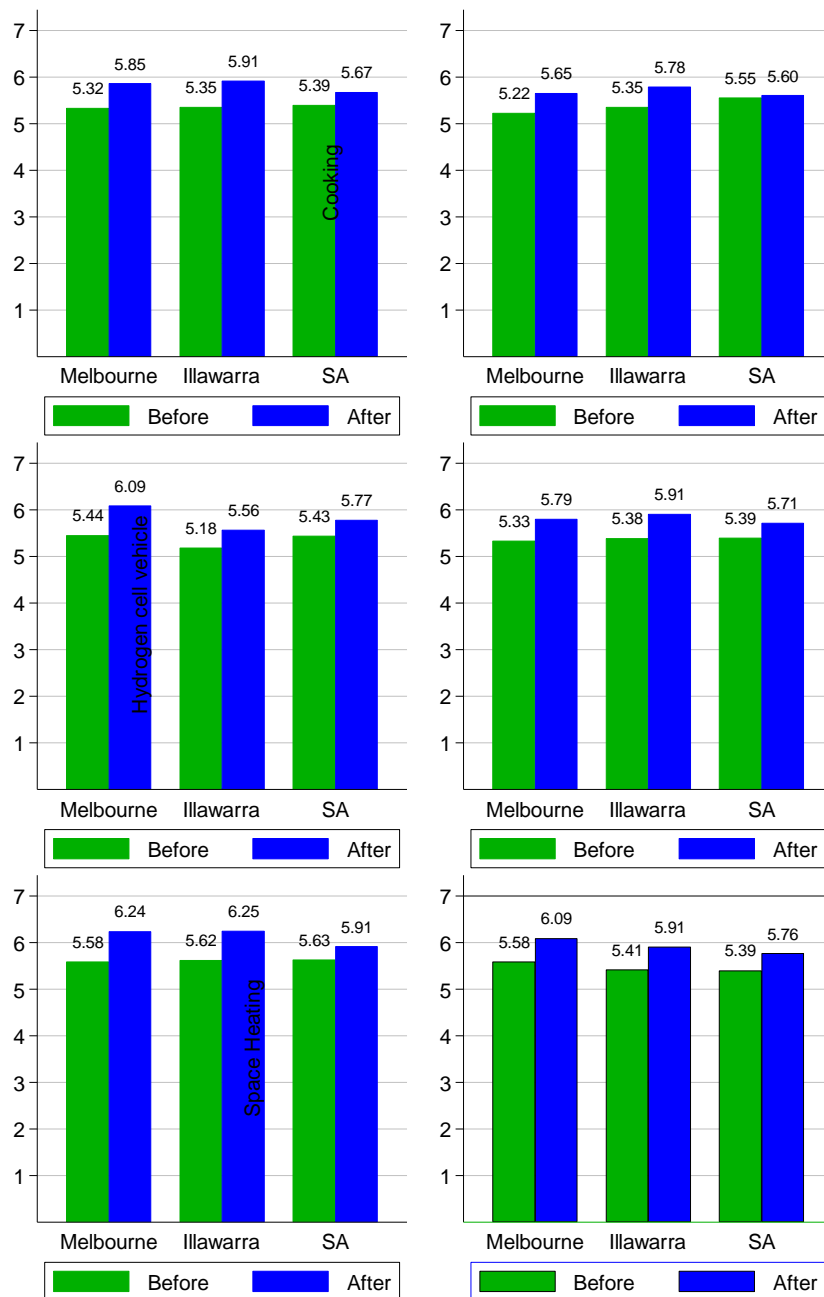 7
6
5
4
3
2
1
5.32 5.85 5.35 5.91 5.39 5.67
Cooking
Melbourne Illawarra SA
Before After
7
6
5
4
3
2
1
5.22 5.65 5.35 5.78 5.55 5.60
Melbourne Illawarra SA
Before After
7
6
5
4
3
2
1
5.44 6.09 5.18 5.56 5.43 5.77
Hydrogen cell vehicle
Melbourne Illawarra SA
Before After
7
6
5
4
3
2
1
5.33 5.79 5.38 5.91 5.39 5.71
Melbourne Illawarra SA
Before After
7
6
5
4
3
2
1
5.58 6.24 5.62 6.25 5.63 5.91
Space Heating
Melbourne Illawarra SA
Before After
7
6
5
4
3
2
1
5.58 6.09 5.41 5.91 5.39 5.76
Melbourne Illawarra SA
Before After